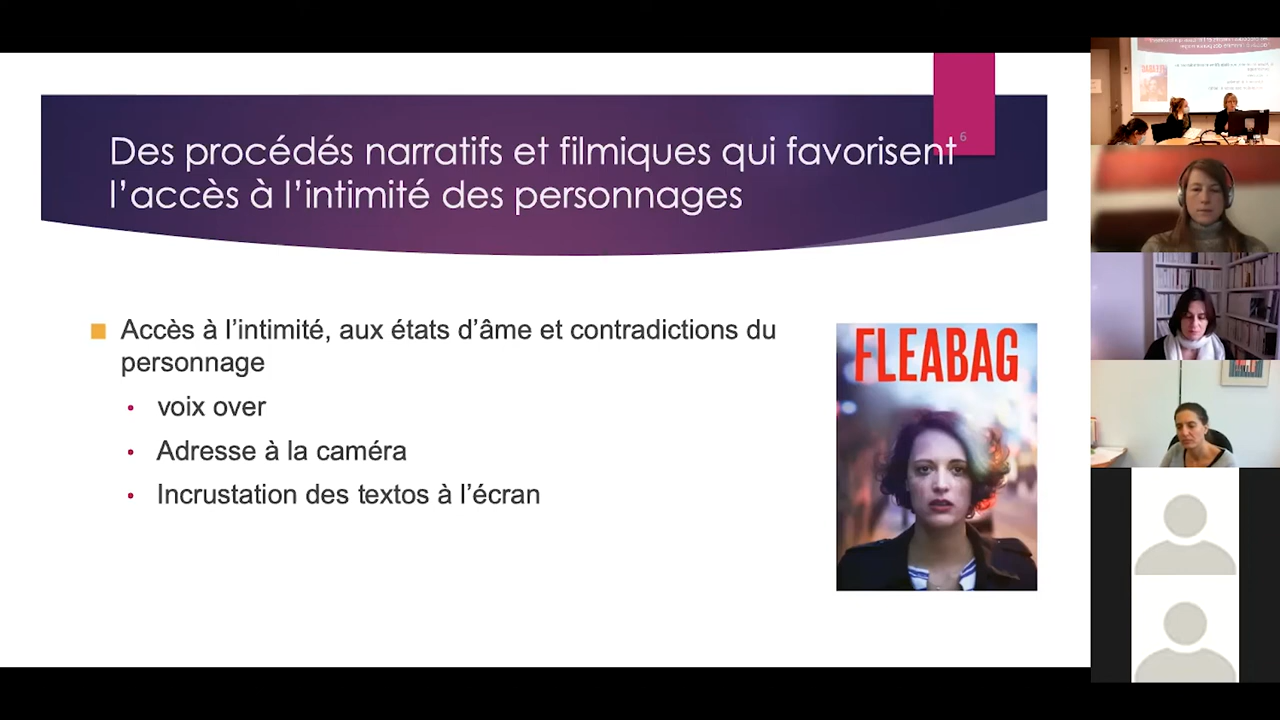 Des procédés narratifs et filmiques qui favorisent
6
l’accès à l’intimité des personnages
Accès à l’intimité, aux états d’âme et contradictions du
personnage
voix over
Adresse à la caméra
Incrustation des textos à l’écran
FLEABAG